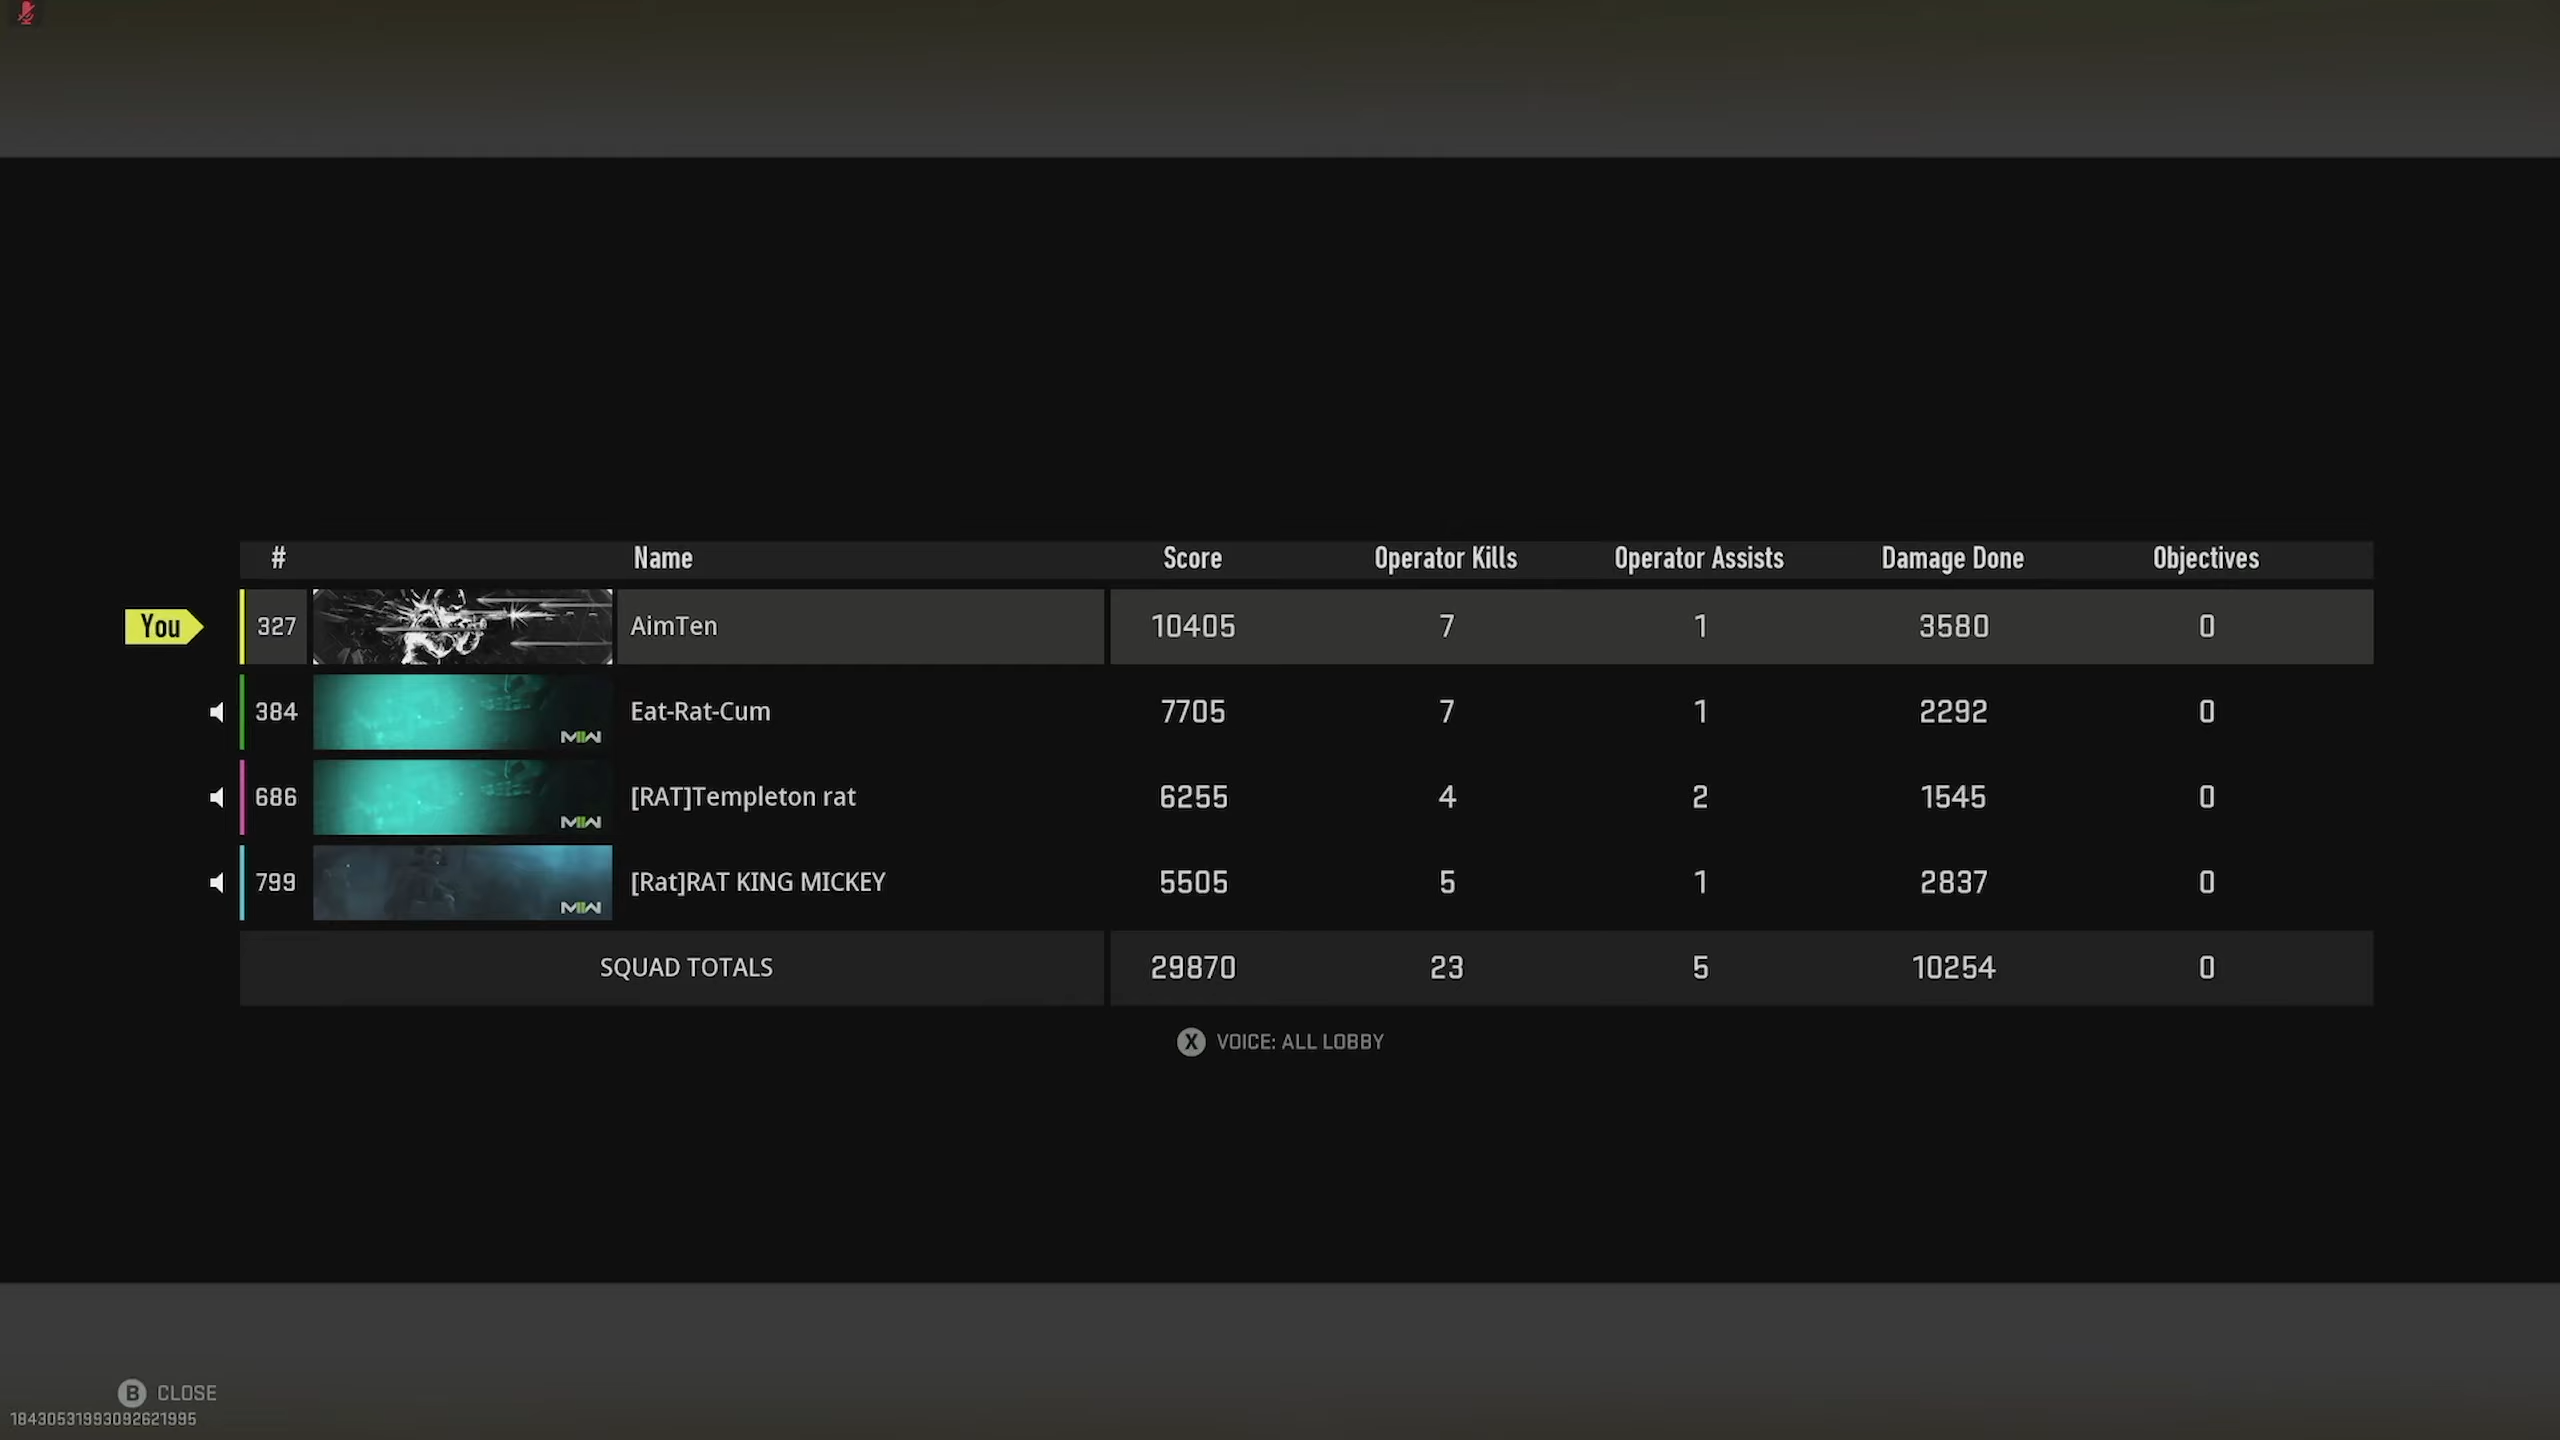 # Name Score Operator Kills Operator Assists Damage Done Objectives
You 327 AimTen 10405 7 1 3580 0
384 MWII Eat-Rat-Cum 7705 7 1 2292 0
686 MWII [RAT]Templeton rat 6255 4 2 1545 0
799 MWII [Rat]RAT KING MICKEY 5505 5 1 2837 0
SQUAD TOTALS 29870 23 5 10254 0
X VOICE: ALL LOBBY
B CLOSE
18430531993092621995